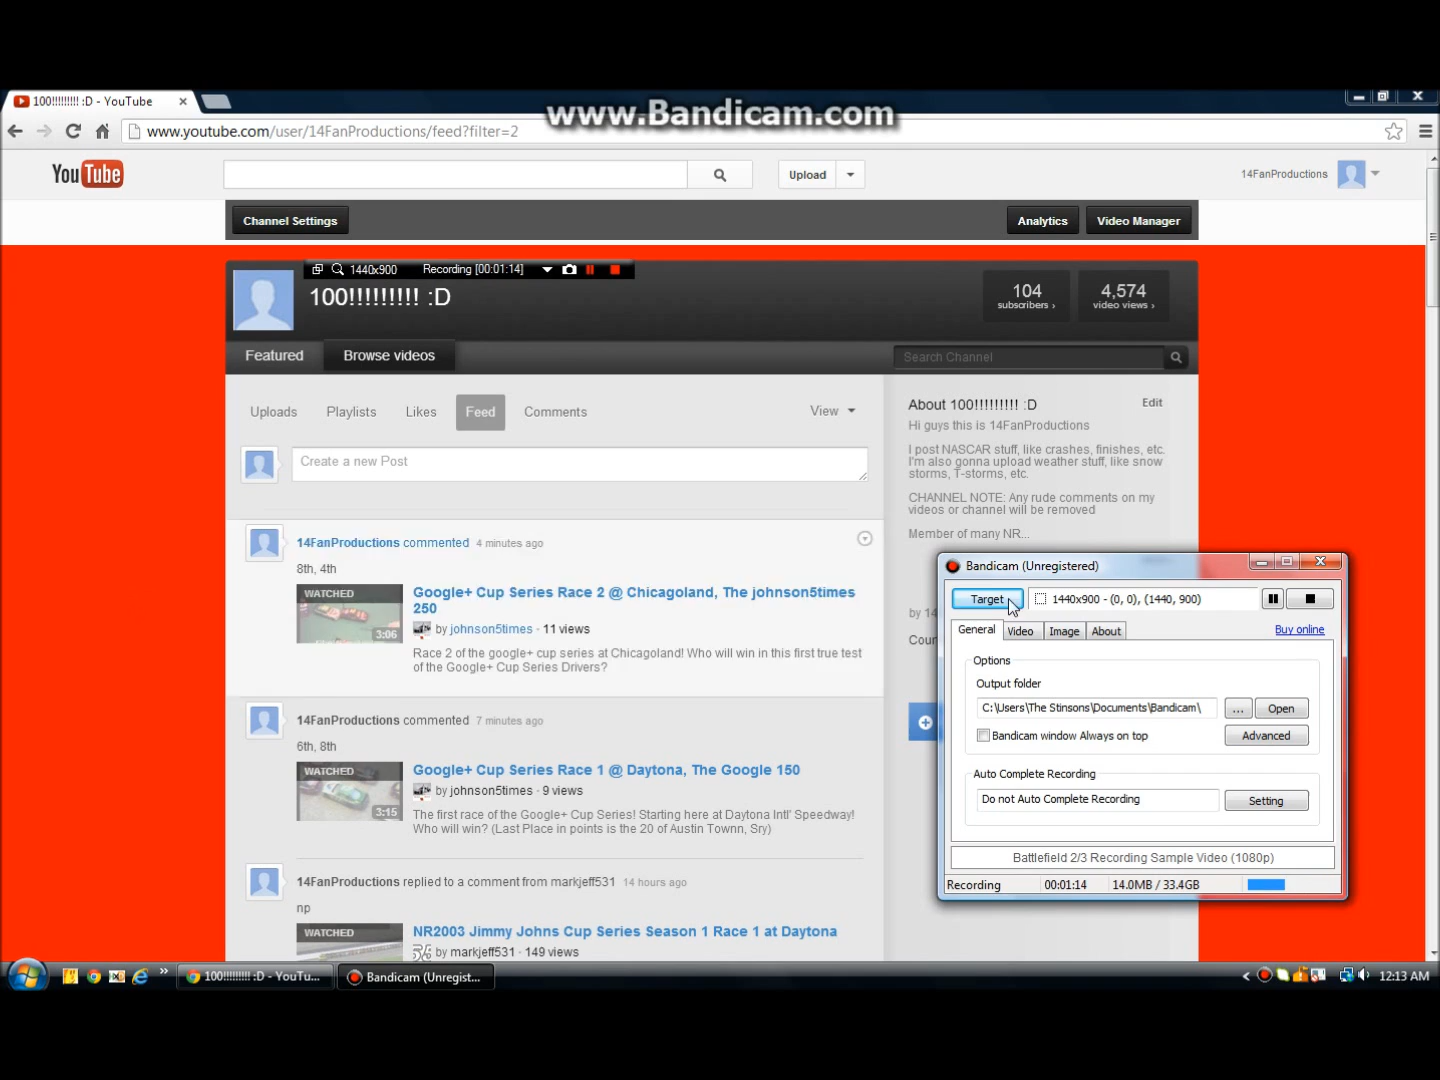 100!!!!!!!!! :D - YouTube
www.Bandicam.com
www.youtube.com/user/14FanProductions/feed?filter=2
YouTube
Upload
14FanProductions
Channel Settings
Analytics
Video Manager
1440x900
Recording [00:01:14]
100!!!!!!!!! :D
104
subscribers ›
4,574
video views ›
Featured
Browse videos
Search Channel
Uploads
Playlists
Likes
Feed
Comments
View
Create a new Post
About 100!!!!!!!!! :D
Edit
Hi guys this is 14FanProductions
I post NASCAR stuff, like crashes, finishes, etc.
I'm also gonna upload weather stuff, like snow
storms, T-storms, etc.
CHANNEL NOTE: Any rude comments on my
videos or channel will be removed
Member of many NR...
by 14
Cour
14FanProductions commented 4 minutes ago
8th, 4th
WATCHED
3:06
Google+ Cup Series Race 2 @ Chicagoland, The johnson5times
250
by johnson5times · 11 views
Race 2 of the google+ cup series at Chicagoland! Who will win in this first true test
of the Google+ Cup Series Drivers?
14FanProductions commented 7 minutes ago
6th, 8th
WATCHED
3:15
Google+ Cup Series Race 1 @ Daytona, The Google 150
by johnson5times · 9 views
The first race of the Google+ Cup Series! Starting here at Daytona Intl' Speedway!
Who will win? (Last Place in points is the 20 of Austin Townn, Sry)
14FanProductions replied to a comment from markjeff531 14 hours ago
np
WATCHED
NR2003 Jimmy Johns Cup Series Season 1 Race 1 at Daytona
by markjeff531 · 149 views
Bandicam (Unregistered)
Target
1440x900 - (0, 0), (1440, 900)
General
Video
Image
About
Buy online
Options
Output folder
C:\Users\The Stinsons\Documents\Bandicam\
...
Open
Bandicam window Always on top
Advanced
Auto Complete Recording
Do not Auto Complete Recording
Setting
Battlefield 2/3 Recording Sample Video (1080p)
Recording
00:01:14
14.0MB / 33.4GB
100!!!!!!!!! :D - YouTu...
Bandicam (Unregist...
12:13 AM